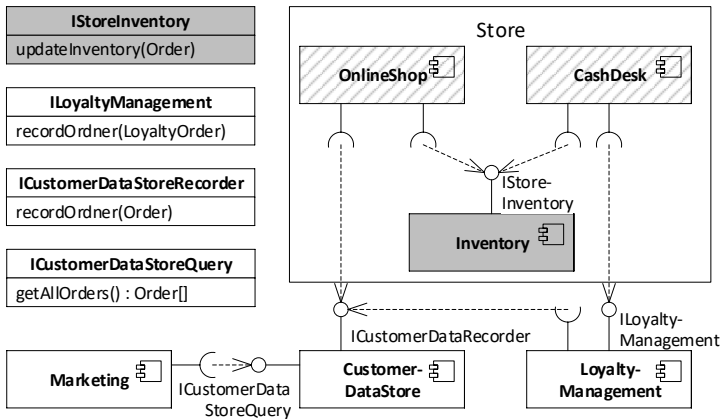 IStoreInventory
updateInventory(Order)
ILoyaltyManagement
recordOrdner(LoyaltyOrder)
ICustomerDataStoreRecorder
recordOrdner(Order)
ICustomerDataStoreQuery
getAllOrders() : Order[]
Store
OnlineShop
CashDesk
IStore-
Inventory
Inventory
ICustomerDataRecorder
ILoyalty-
Management
Marketing
ICustomerData
StoreQuery
Customer-
DataStore
Loyalty-
Management